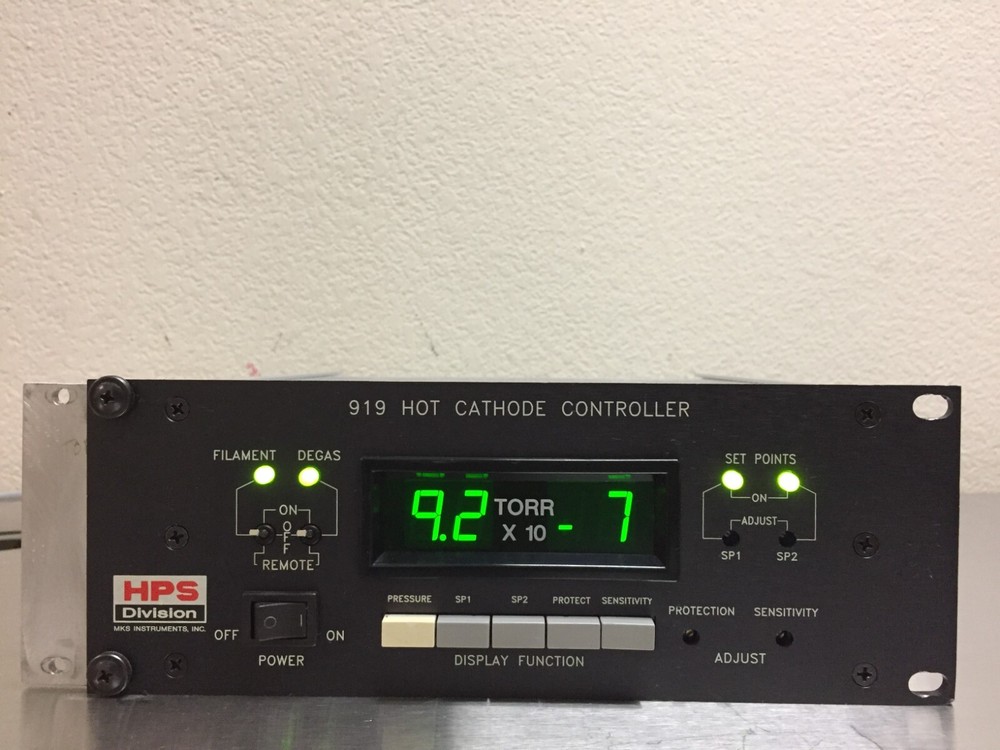 919 HOT CATHODE CONTROLLER
FILAMENT DEGAS
ON
OFF
REMOTE
9.2 TORR X 10 - 7
SET POINTS
ON
ADJUST
SP1 SP2
HPS
Division
MKS INSTRUMENTS, INC.
OFF ON
POWER
PRESSURE SP1 SP2 PROTECT SENSITIVITY
DISPLAY FUNCTION
PROTECTION SENSITIVITY
ADJUST